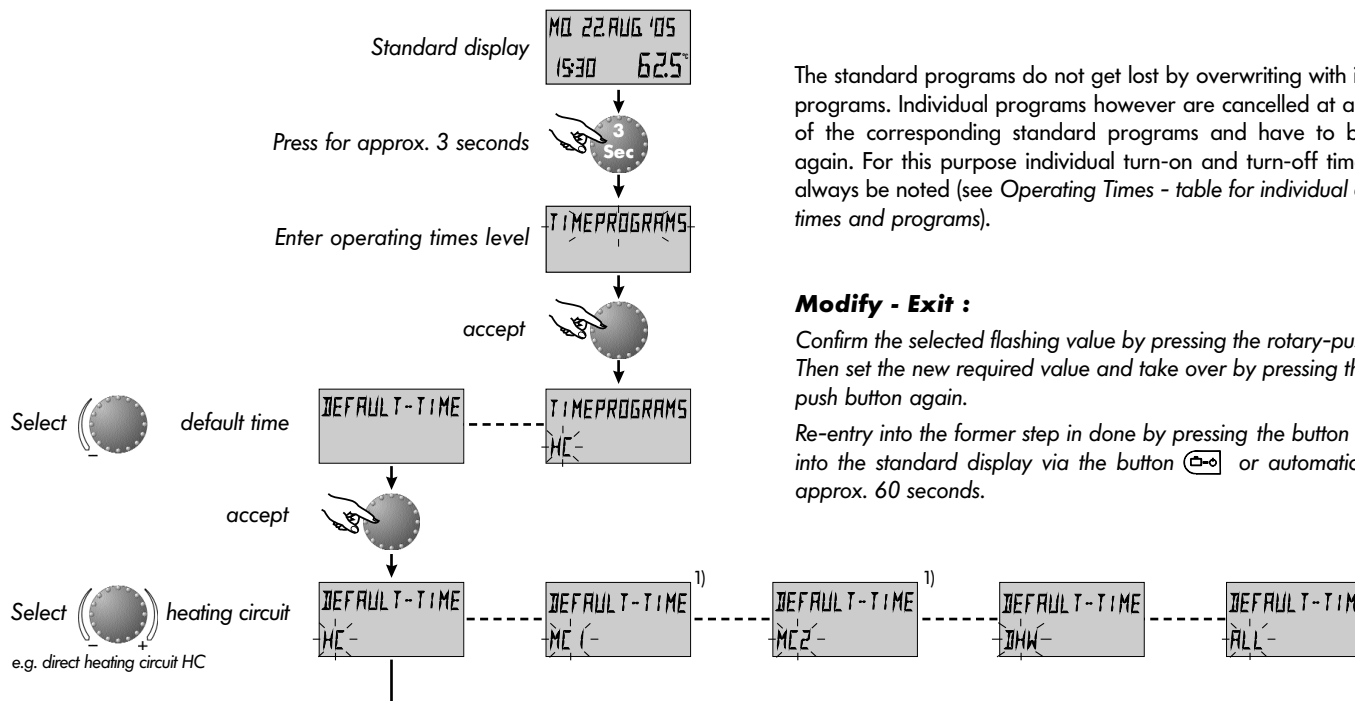 Standard display
MO. 22.AUG. '05
15:30 62.5°
Press for approx. 3 seconds
3
Sec
Enter operating times level
TIMEPROGRAMS
accept
Select
–
default time
DEFAULT-TIME
TIMEPROGRAMS
HC
accept
Select
– +
heating circuit
e.g. direct heating circuit HC
DEFAULT-TIME
HC
1)
DEFAULT-TIME
MC1
1)
DEFAULT-TIME
MC2
DEFAULT-TIME
DHW
DEFAULT-TIM
ALL
The standard programs do not get lost by overwriting with
programs. Individual programs however are cancelled at
of the corresponding standard programs and have to
again. For this purpose individual turn-on and turn-off
always be noted (see Operating Times - table for individual
times and programs).
Modify - Exit :
Confirm the selected flashing value by pressing the
Then set the new required value and take over by pressing
push button again.
Re-entry into the former step in done by pressing the button
into the standard display via the button or
approx. 60 seconds.